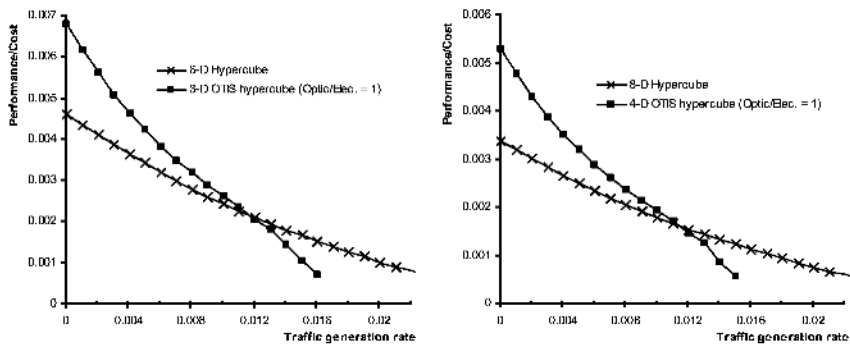 Performance/Cost
0.007
0.006
0.005
0.004
0.003
0.002
0.001
0
6-D Hypercube
3-D OTIS hypercube (Optic/Elec. = 1)
0 0.004 0.008 0.012 0.016 0.02
Traffic generation rate
Performance/Cost
0.006
0.005
0.004
0.003
0.002
0.001
0
8-D Hypercube
4-D OTIS hypercube (Optic/Elec. = 1)
0 0.004 0.008 0.012 0.016 0.02
Traffic generation rate